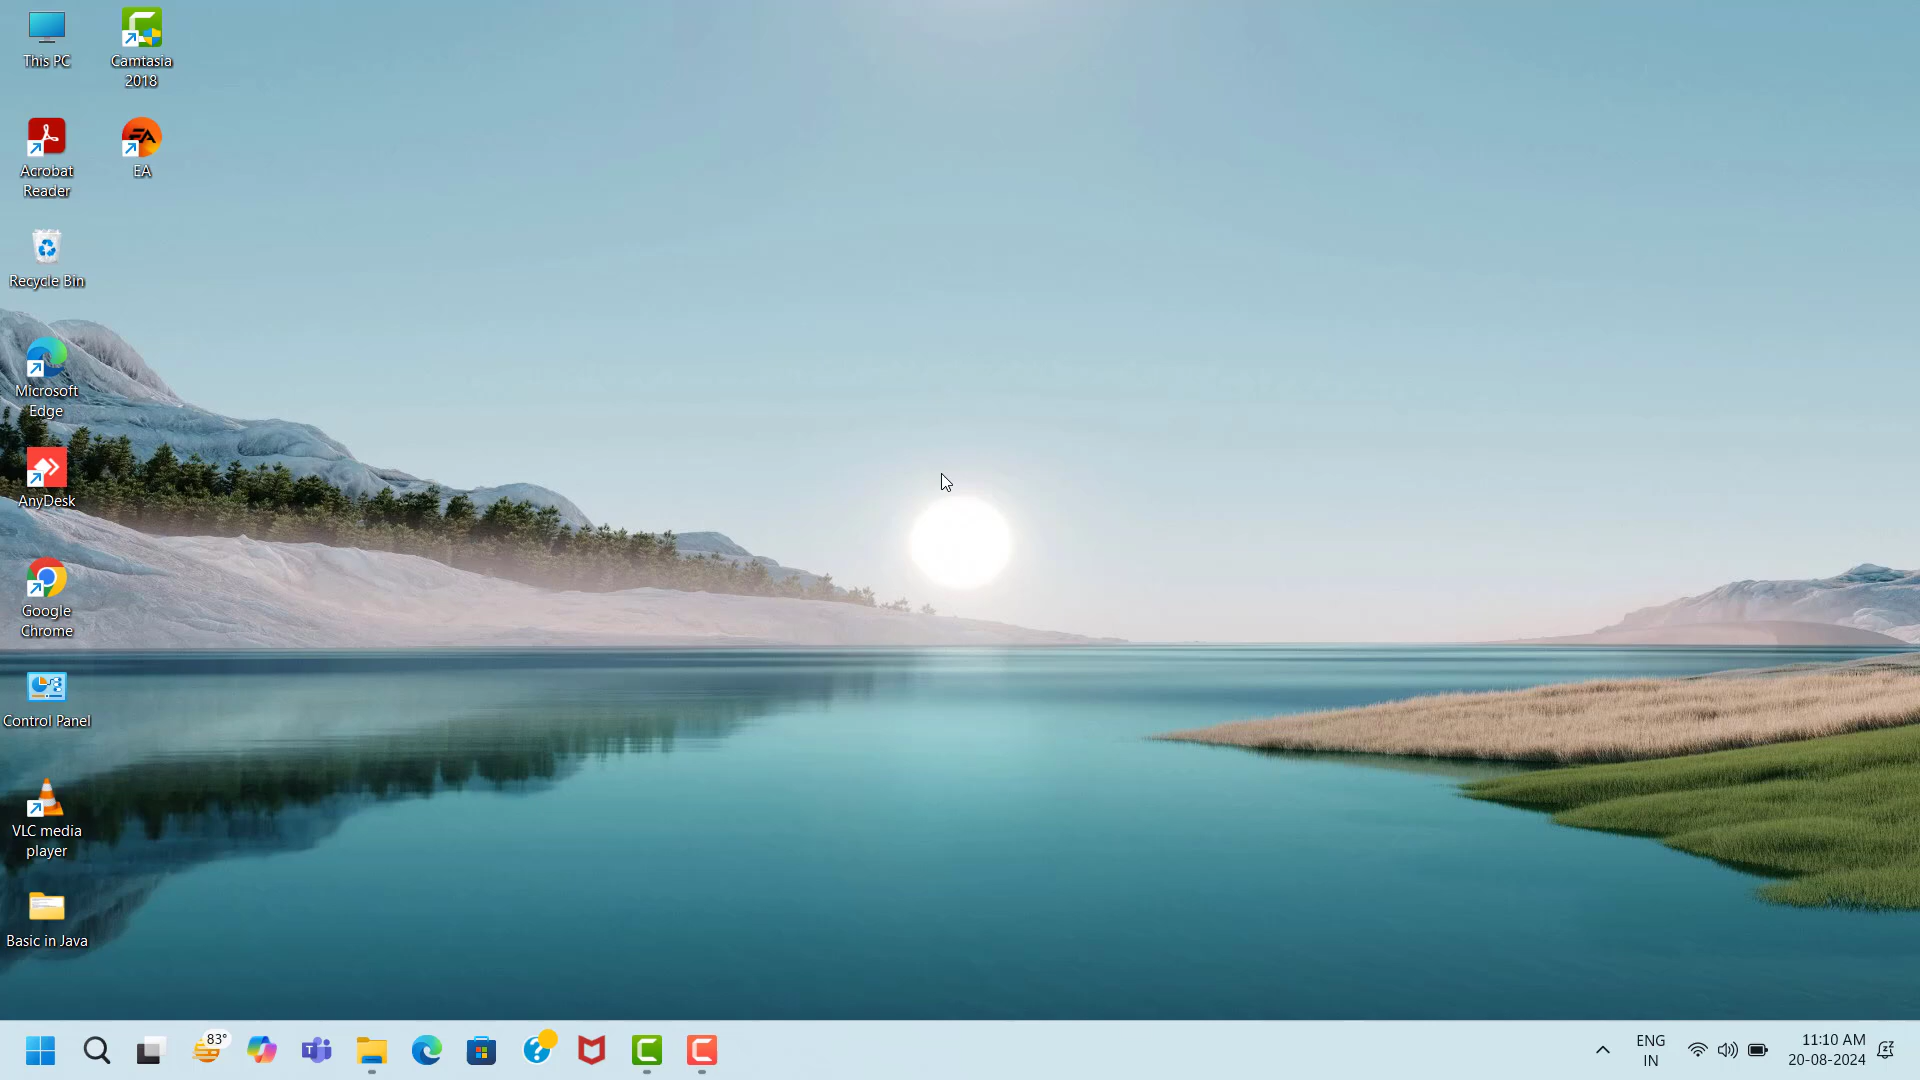 This PC
Camtasia
2018
Acrobat
Reader
EA
Recycle Bin
Microsoft
Edge
AnyDesk
Google
Chrome
Control Panel
VLC media
player
Basic in Java
83°
ENG
IN
11:10 AM
20-08-2024